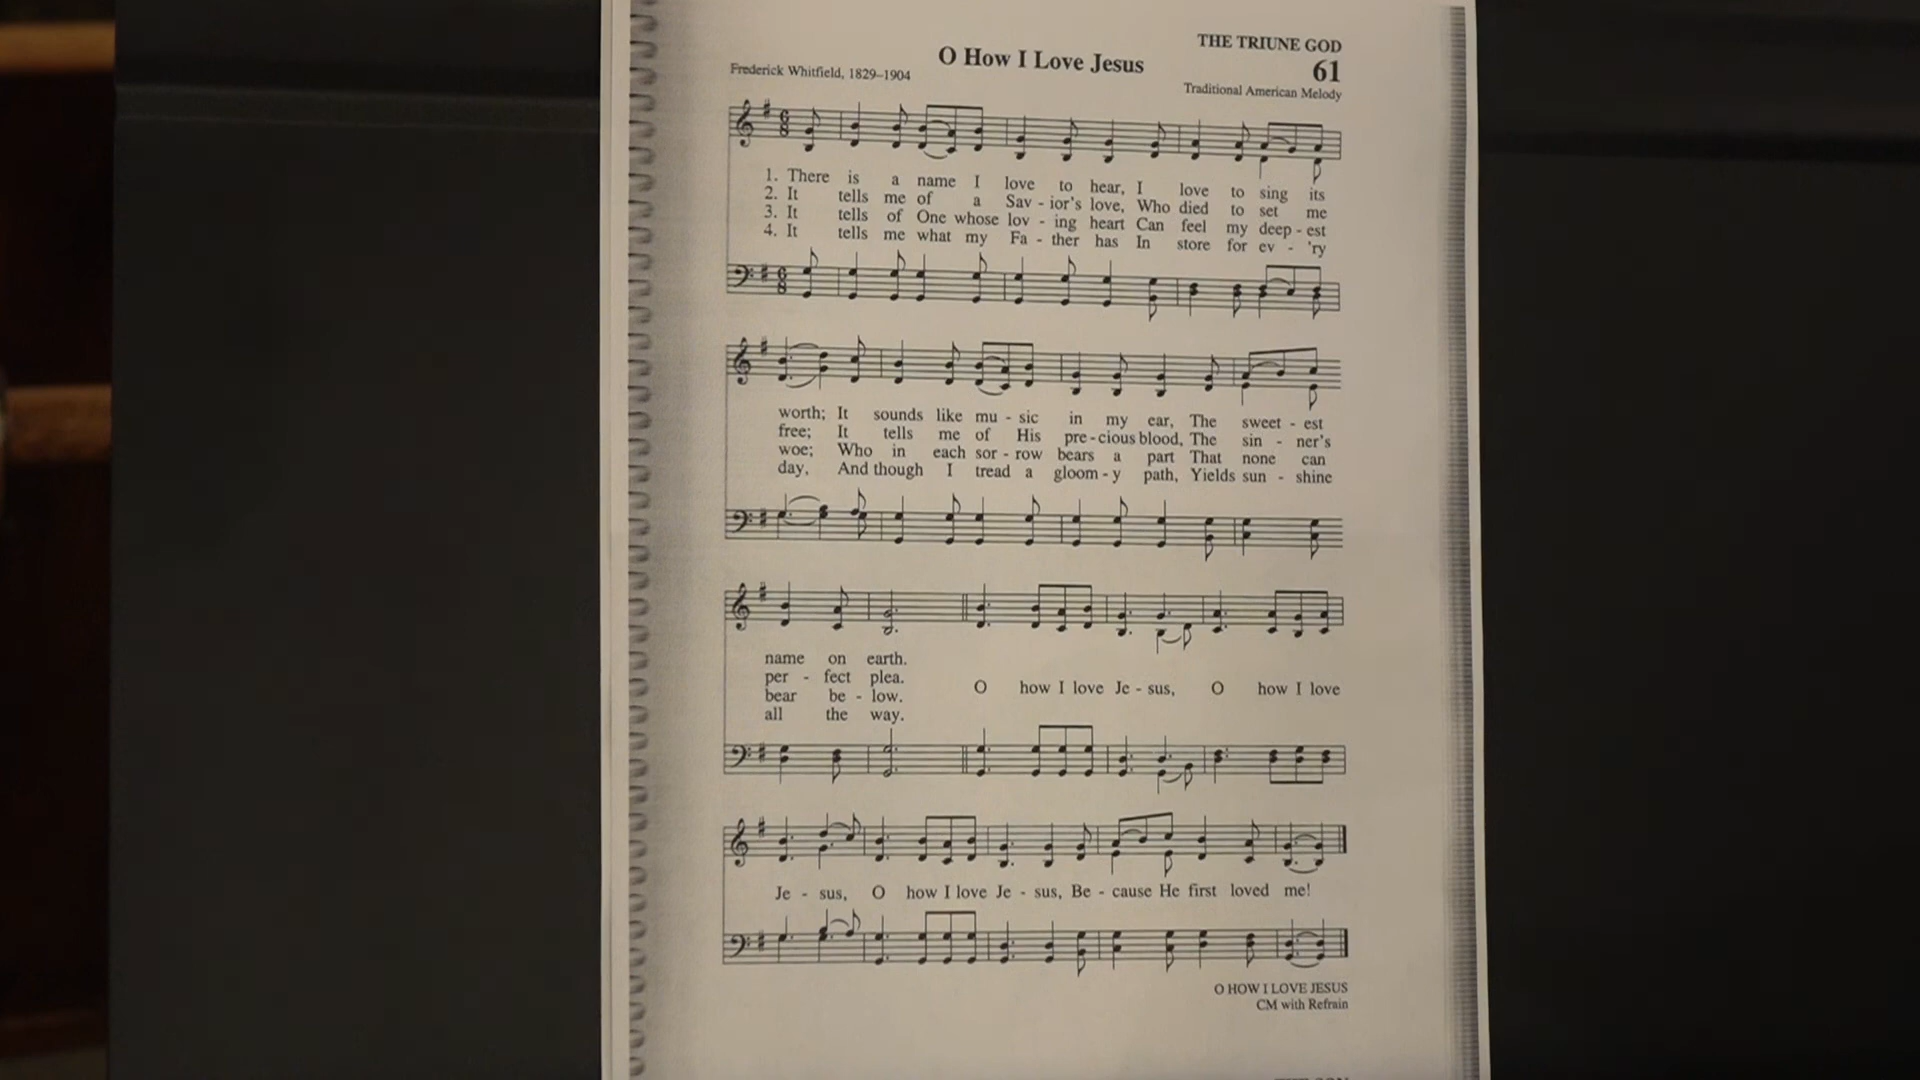 THE TRIUNE GOD
O How I Love Jesus
61
Frederick Whitfield, 1829–1904
Traditional American Melody
1. There is a name I love to hear, I love to sing its
2. It tells me of a Sav - ior's love, Who died to set me
3. It tells of One whose lov - ing heart Can feel my deep - est
4. It tells me what my Fa - ther has In store for ev - 'ry
worth; It sounds like mu - sic in my ear, The sweet - est
free; It tells me of His pre - cious blood, The sin - ner's
woe; Who in each sor - row bears a part That none can
day, And though I tread a gloom - y path, Yields sun - shine
name on earth.
per - fect plea.
bear be - low.
all the way.
O how I love Je - sus, O how I love
Je - sus, O how I love Je - sus, Be - cause He first loved me!
O HOW I LOVE JESUS
CM with Refrain